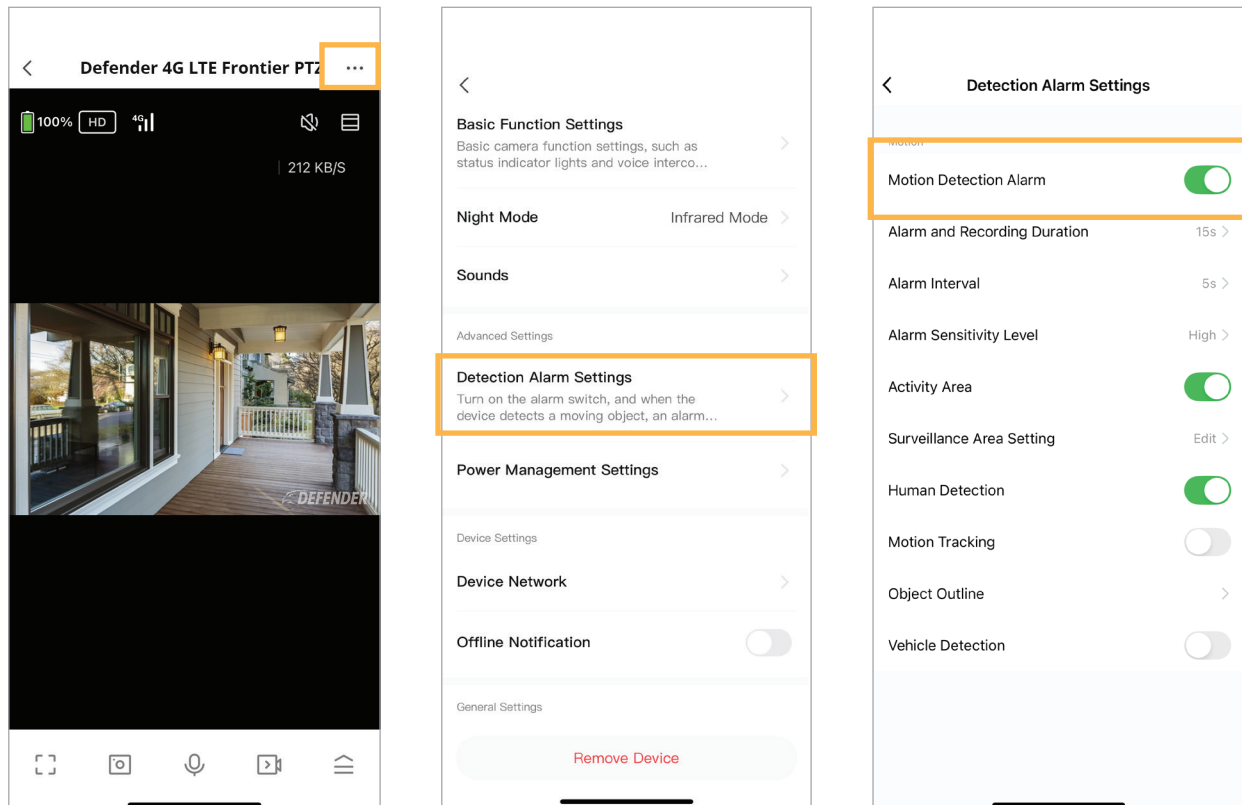 Defender 4G LTE Frontier PTZ
100% HD 4G
212 KB/S
DEFENDER
Basic Function Settings
Basic camera function settings, such as
status indicator lights and voice interco...
Night Mode Infrared Mode
Sounds
Advanced Settings
Detection Alarm Settings
Turn on the alarm switch, and when the
device detects a moving object, an alarm...
Power Management Settings
Device Settings
Device Network
Offline Notification
General Settings
Remove Device
Detection Alarm Settings
Motion
Motion Detection Alarm
Alarm and Recording Duration 15s
Alarm Interval 5s
Alarm Sensitivity Level High
Activity Area
Surveillance Area Setting Edit
Human Detection
Motion Tracking
Object Outline
Vehicle Detection